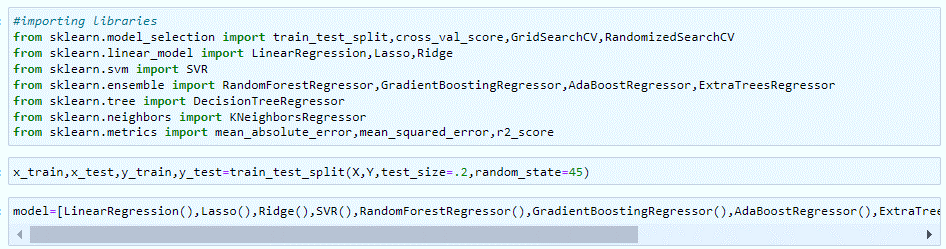 #importing libraries
from sklearn.model_selection import train_test_split,cross_val_score,GridSearchCV,RandomizedSearchCV
from sklearn.linear_model import LinearRegression,Lasso,Ridge
from sklearn.svm import SVR
from sklearn.ensemble import RandomForestRegressor,GradientBoostingRegressor,AdaBoostRegressor,ExtraTreesRegressor
from sklearn.tree import DecisionTreeRegressor
from sklearn.neighbors import KNeighborsRegressor
from sklearn.metrics import mean_absolute_error,mean_squared_error,r2_score
x_train,x_test,y_train,y_test=train_test_split(X,Y,test_size=.2,random_state=45)
model=[LinearRegression(),Lasso(),Ridge(),SVR(),RandomForestRegressor(),GradientBoostingRegressor(),AdaBoostRegressor(),ExtraTree